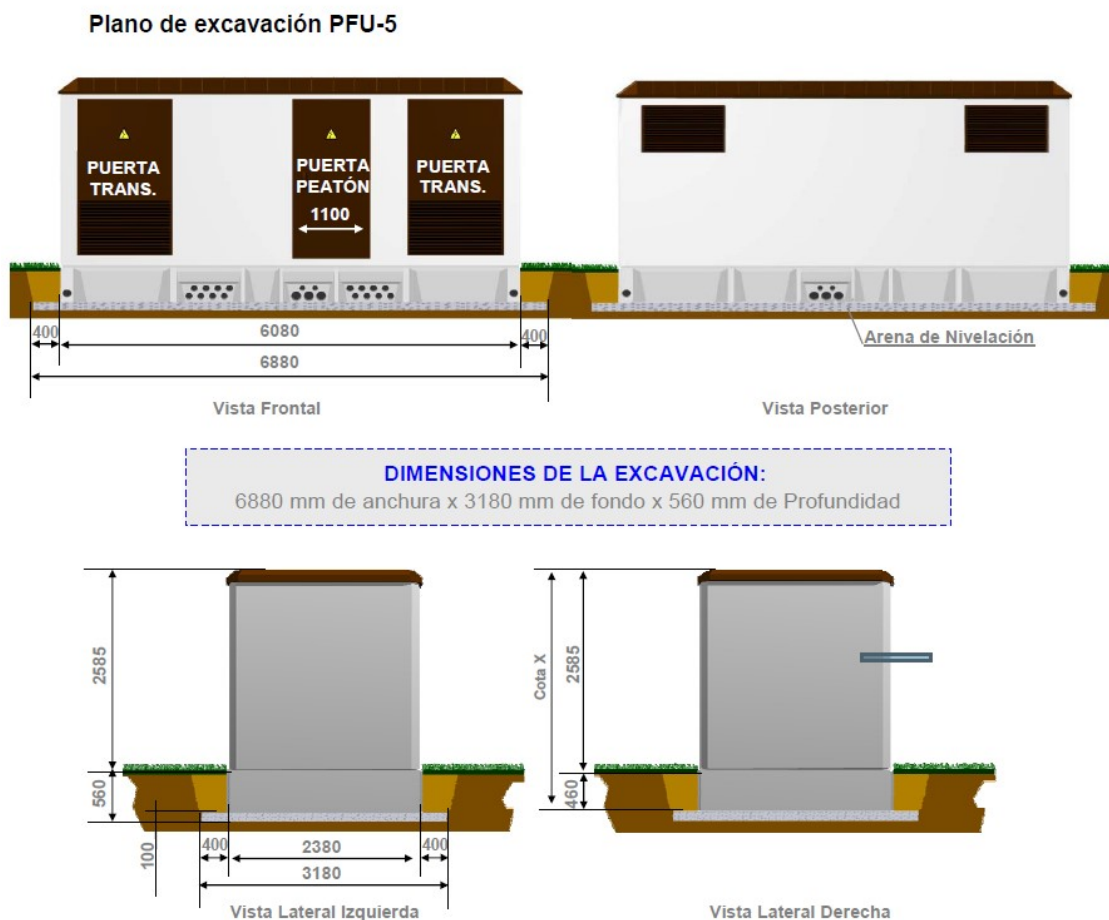 Plano de excavación PFU-5
PUERTA
TRANS.
PUERTA
PEATÓN
1100
PUERTA
TRANS.
400
6080
400
6880
Arena de Nivelación
Vista Frontal
Vista Posterior
DIMENSIONES DE LA EXCAVACIÓN:
6880 mm de anchura x 3180 mm de fondo x 560 mm de Profundidad
2585
560
100
400
2380
400
3180
Vista Lateral Izquierda
Cota X
2585
460
Vista Lateral Derecha